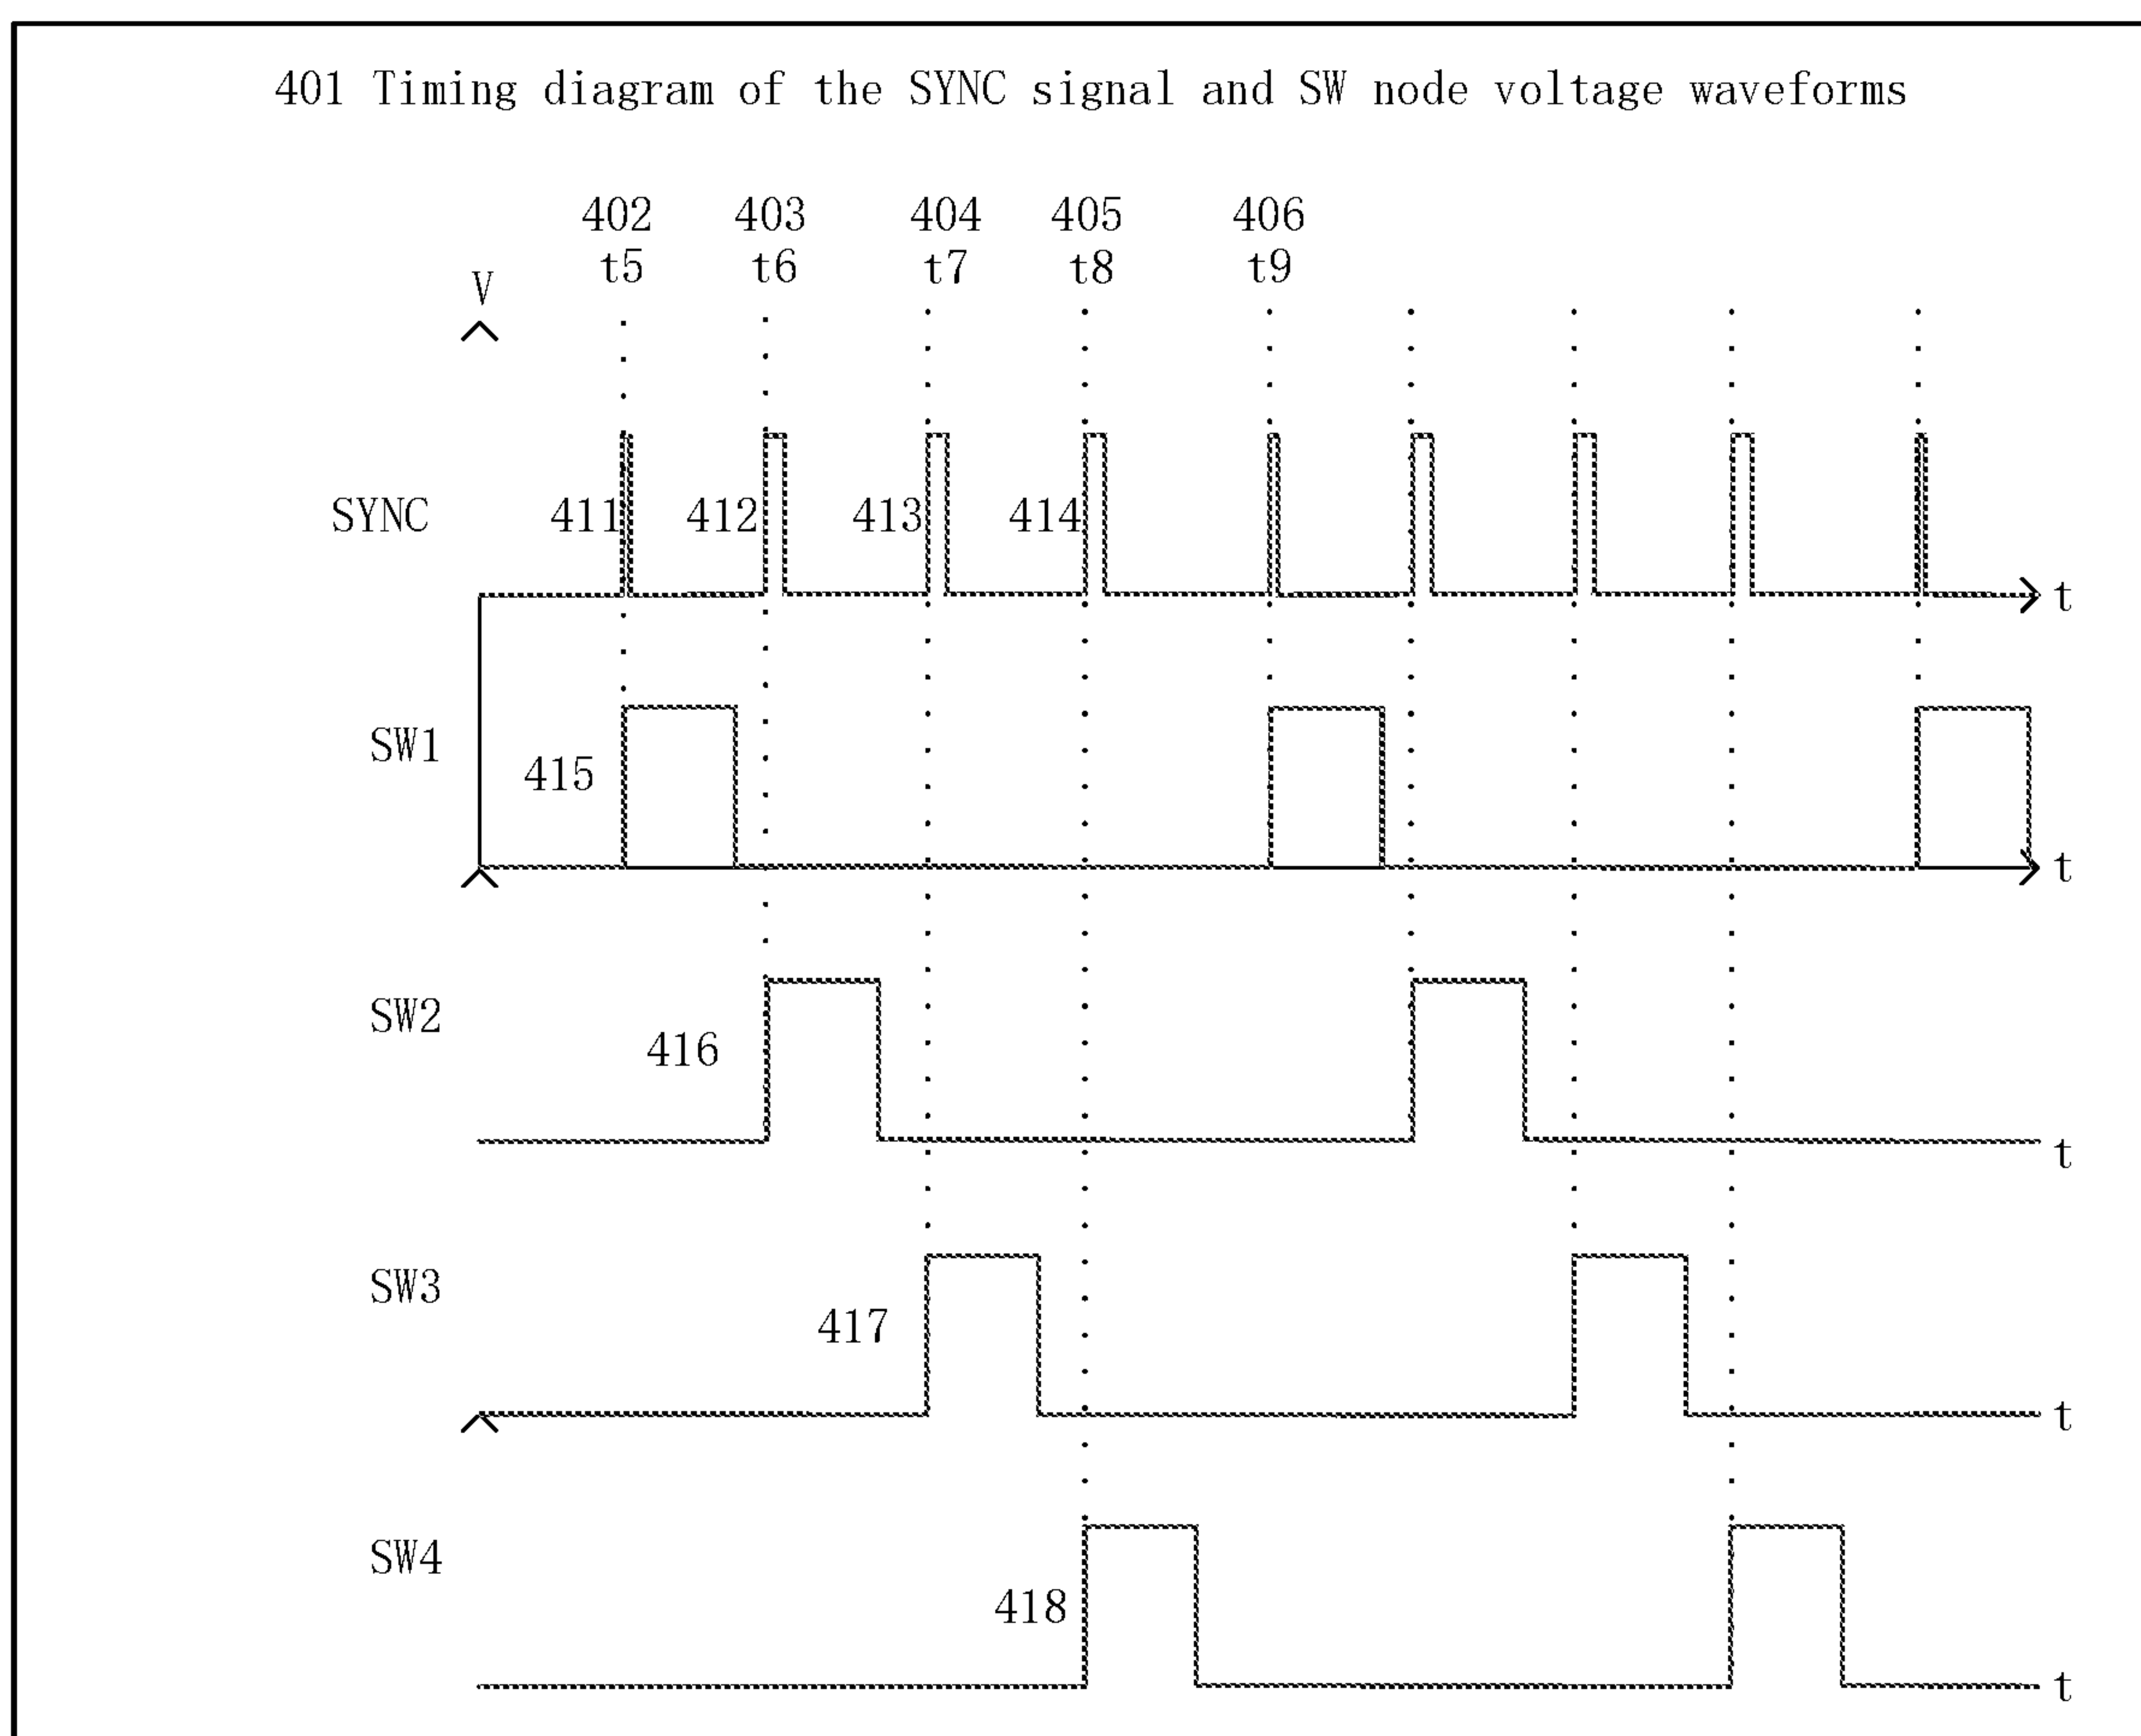 401 Timing diagram of the SYNC signal and SW node voltage waveforms
402 403 404 405 406
t5 t6 t7 t8 t9
V
SYNC 411 412 413 414
t
SW1
415
t
SW2
416
t
SW3
417
t
SW4
418
t